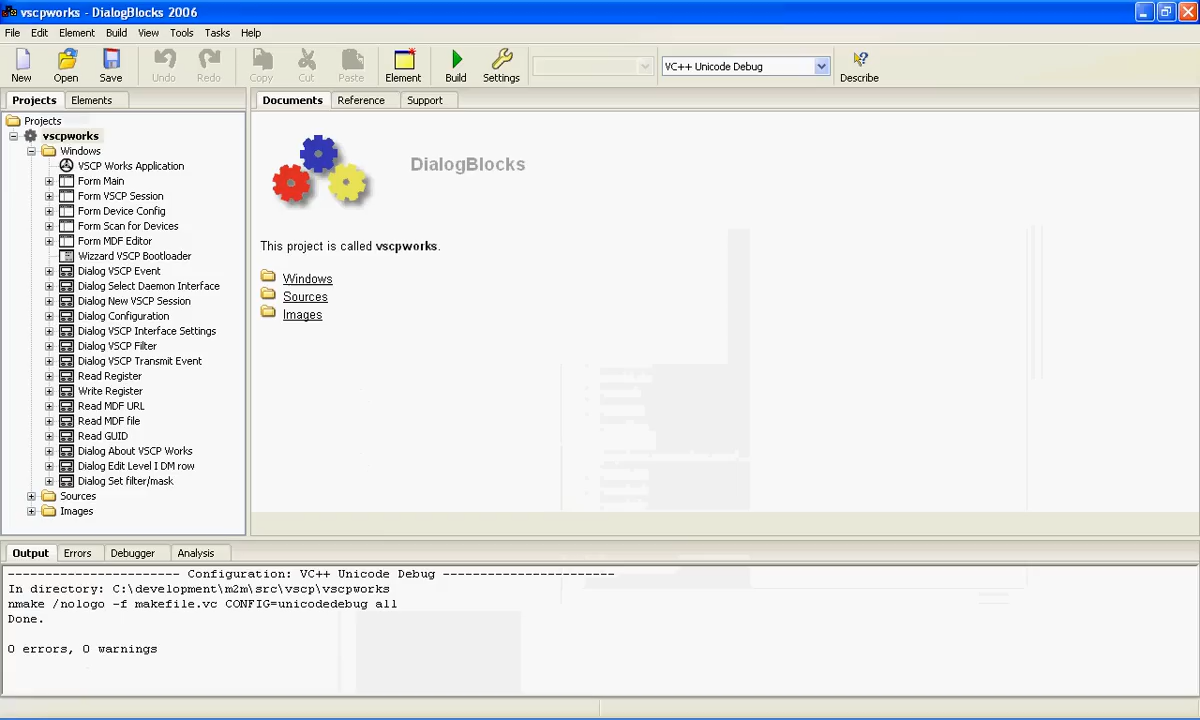 vscpworks - DialogBlocks 2006
File Edit Element Build View Tools Tasks Help
New Open Save Undo Redo Copy Cut Paste Element Build Settings VC++ Unicode Debug Describe
Projects Elements
Documents Reference Support
Projects
vscpworks
Windows
VSCP Works Application
Form Main
Form VSCP Session
Form Device Config
Form Scan for Devices
Form MDF Editor
Wizzard VSCP Bootloader
Dialog VSCP Event
Dialog Select Daemon Interface
Dialog New VSCP Session
Dialog Configuration
Dialog VSCP Interface Settings
Dialog VSCP Filter
Dialog VSCP Transmit Event
Read Register
Write Register
Read MDF URL
Read MDF file
Read GUID
Dialog About VSCP Works
Dialog Edit Level I DM row
Dialog Set filter/mask
Sources
Images
DialogBlocks
This project is called vscpworks.
Windows
Sources
Images
Output Errors Debugger Analysis
----------------------- Configuration: VC++ Unicode Debug -----------------------
In directory: C:\development\m2m\src\vscp\vscpworks
nmake /nologo -f makefile.vc CONFIG=unicodedebug all
Done.
0 errors, 0 warnings